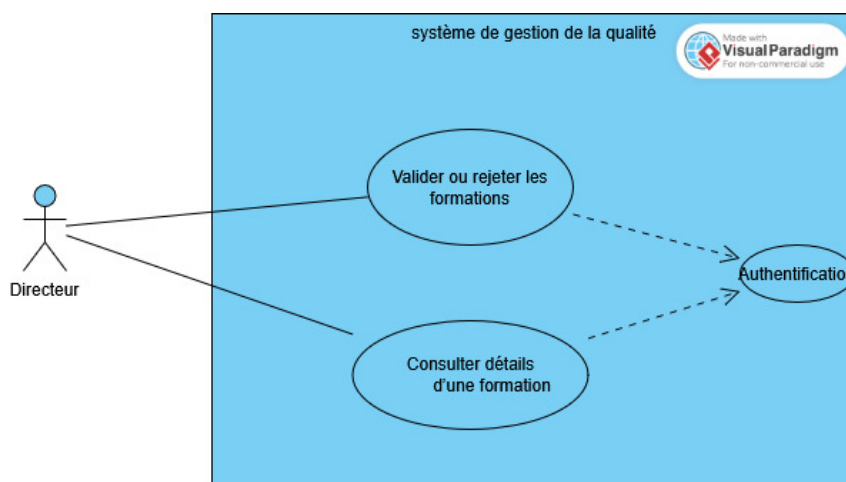 système de gestion de la qualité
Made with
Visual Paradigm
For non-commercial use
Valider ou rejeter les
formations
Authentificatio
Directeur
Consulter détails
d'une formation